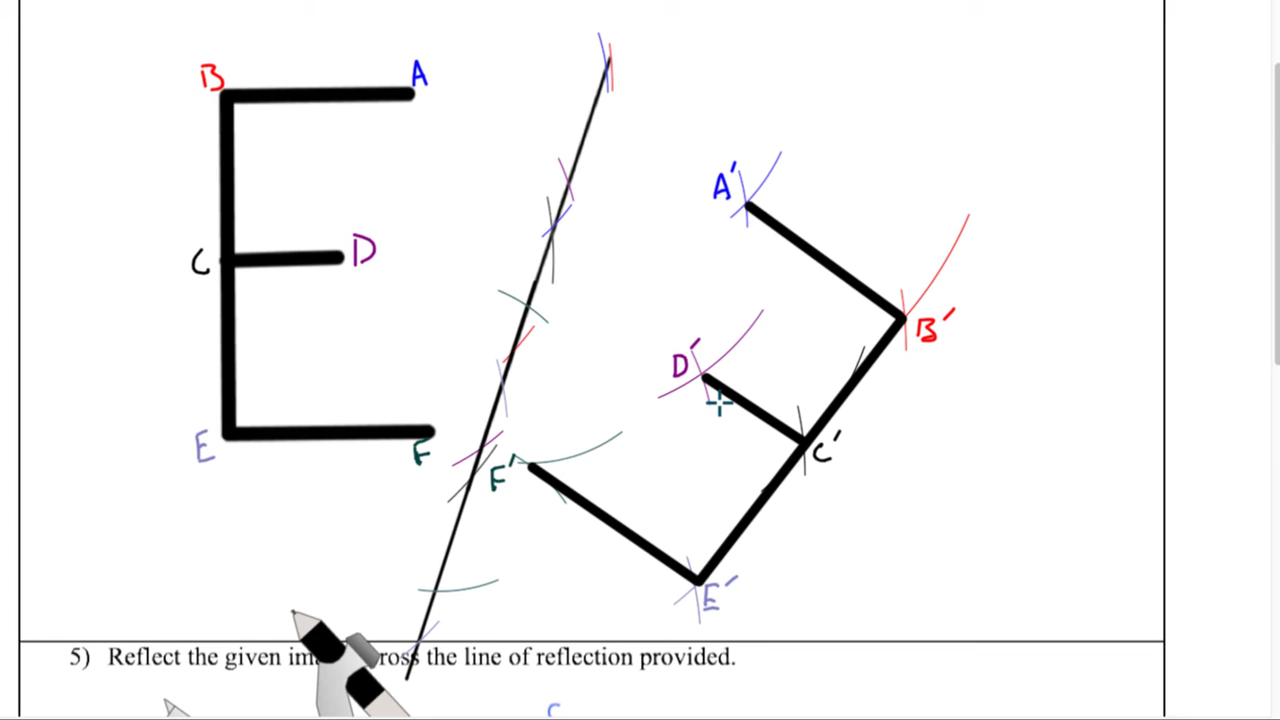 B A
A′
C D
B′
D′
C′
E F
F′
E′
5) Reflect the given im ross the line of reflection provided.
C